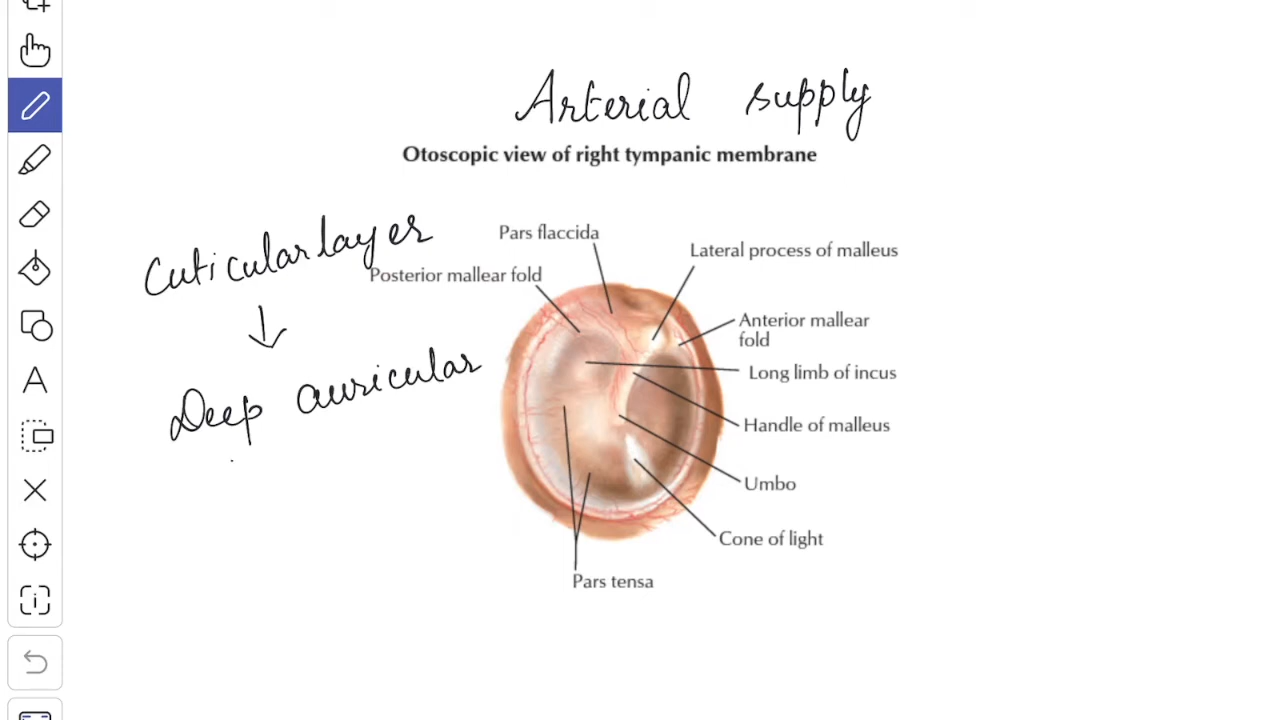 Arterial supply
Otoscopic view of right tympanic membrane
Cuticular layer
Deep auricular
Pars flaccida
Posterior mallear fold
Lateral process of malleus
Anterior mallear
fold
Long limb of incus
Handle of malleus
Umbo
Cone of light
Pars tensa